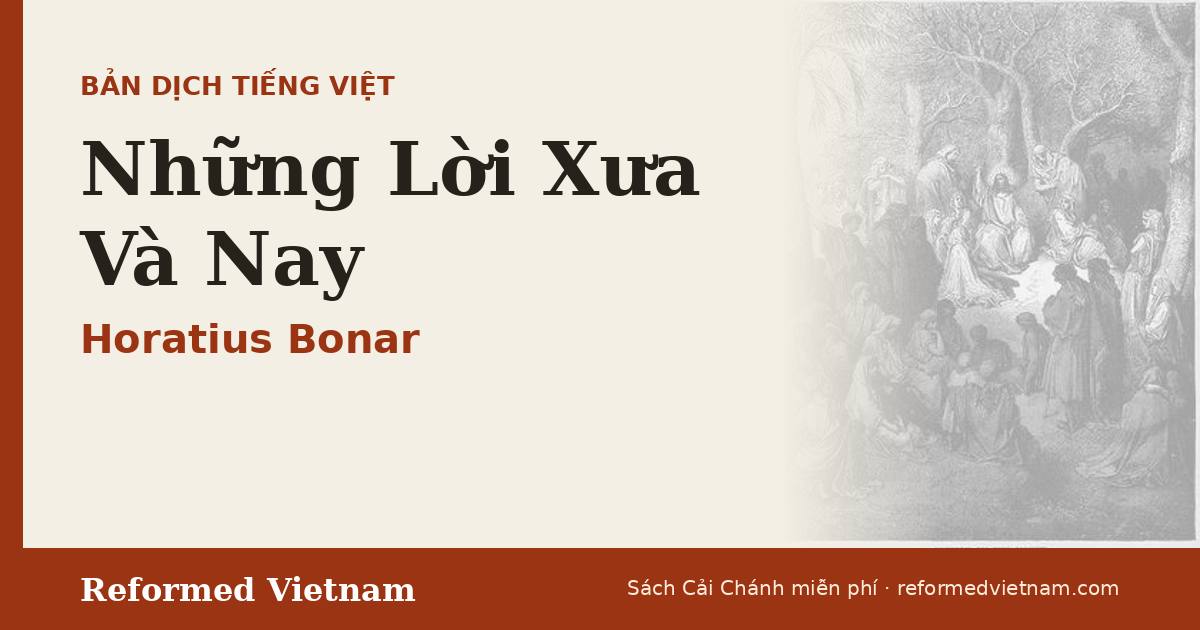 BẢN DỊCH TIẾNG VIỆT
Những Lời Xưa
Và Nay
Horatius Bonar
Reformed Vietnam
Sách Cải Chánh miễn phí · reformedvietnam.com